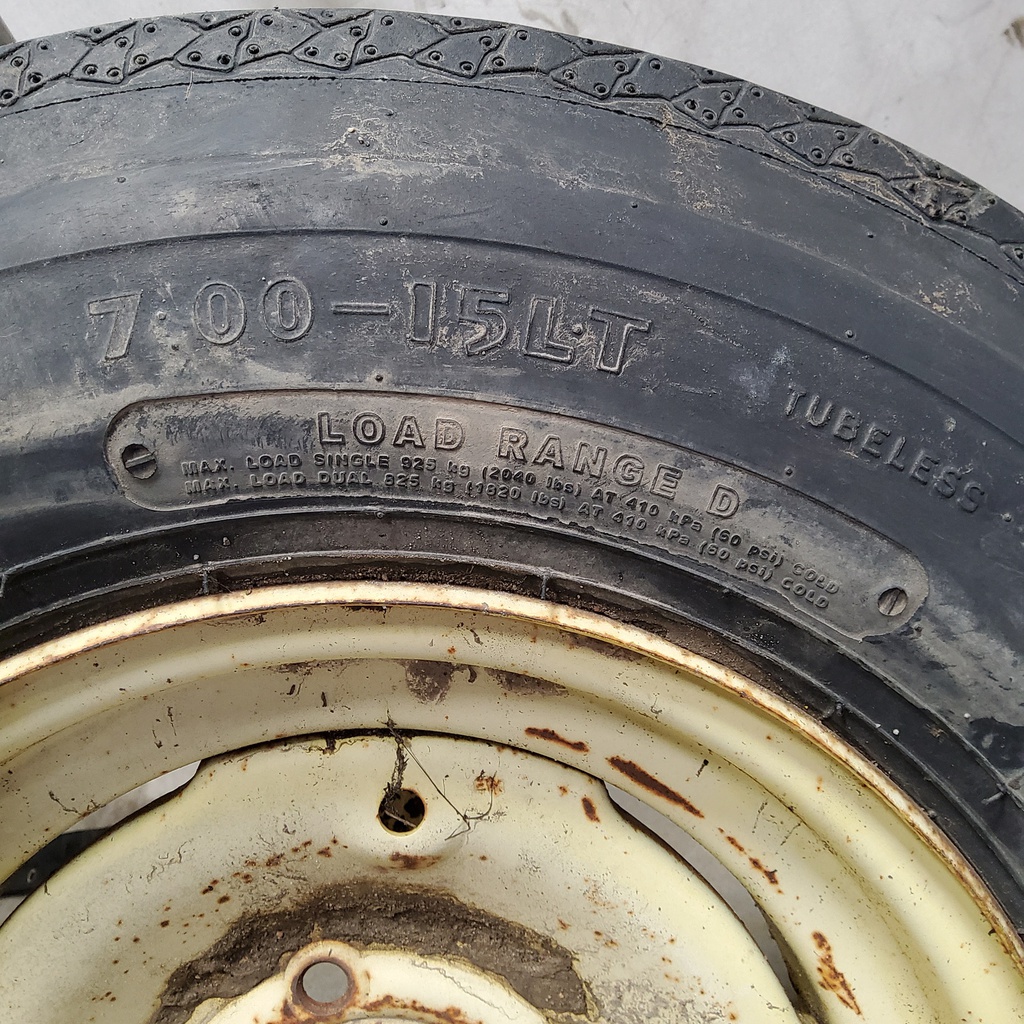 7.00-15LT
TUBELESS
LOAD RANGE D
MAX. LOAD SINGLE 925 kg (2040 lbs) AT 410 kPa (60 psi) COLD
MAX. LOAD DUAL 825 kg (1820 lbs) AT 410 kPa (60 psi) COLD